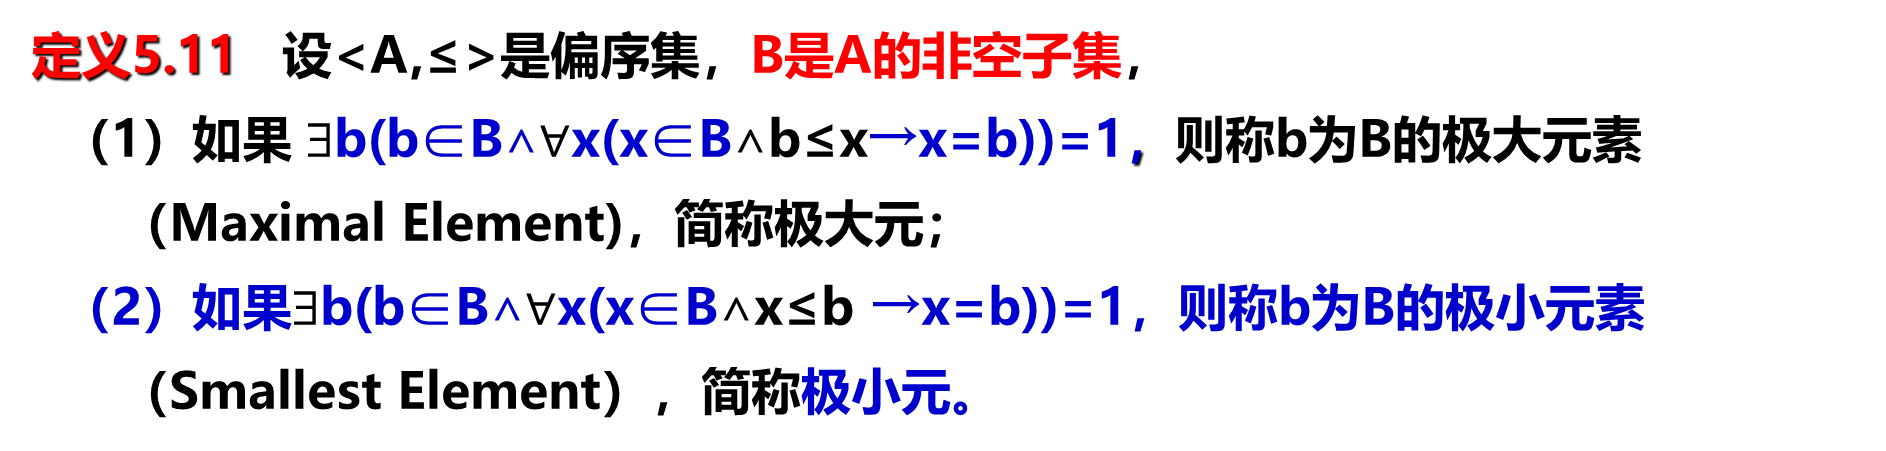 定义5.11 设<A,≤>是偏序集，B是A的非空子集，
（1）如果 ∃b(b∈B∧∀x(x∈B∧b≤x→x=b))=1，则称b为B的极大元素
（Maximal Element)，简称极大元；
（2）如果∃b(b∈B∧∀x(x∈B∧x≤b →x=b))=1，则称b为B的极小元素
（Smallest Element），简称极小元。